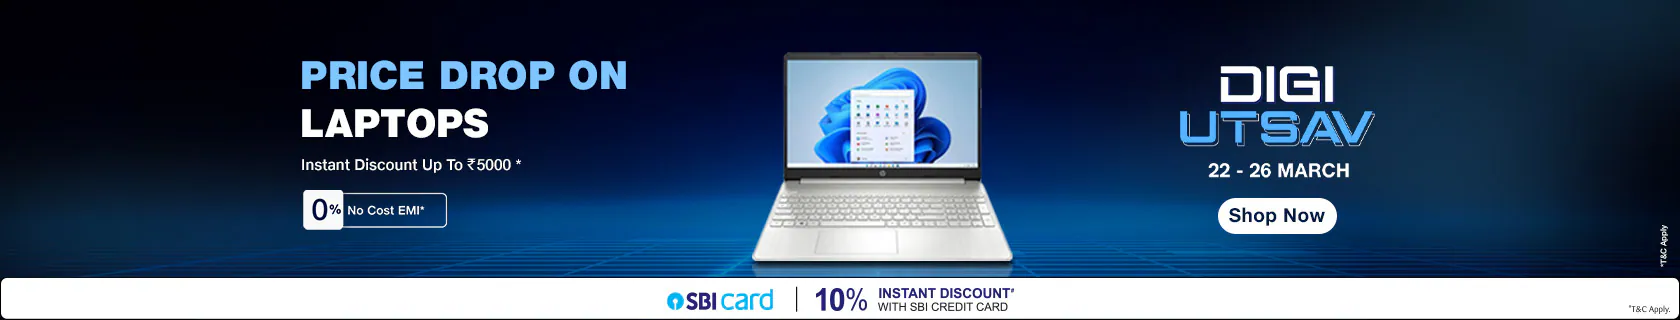 PRICE DROP ON
LAPTOPS
Instant Discount Up To ₹5000 *
0% No Cost EMI*
DIGI
UTSAV
22 - 26 MARCH
Shop Now
*T&C Apply
SBI card
10% INSTANT DISCOUNT#
WITH SBI CREDIT CARD
*T&C Apply.